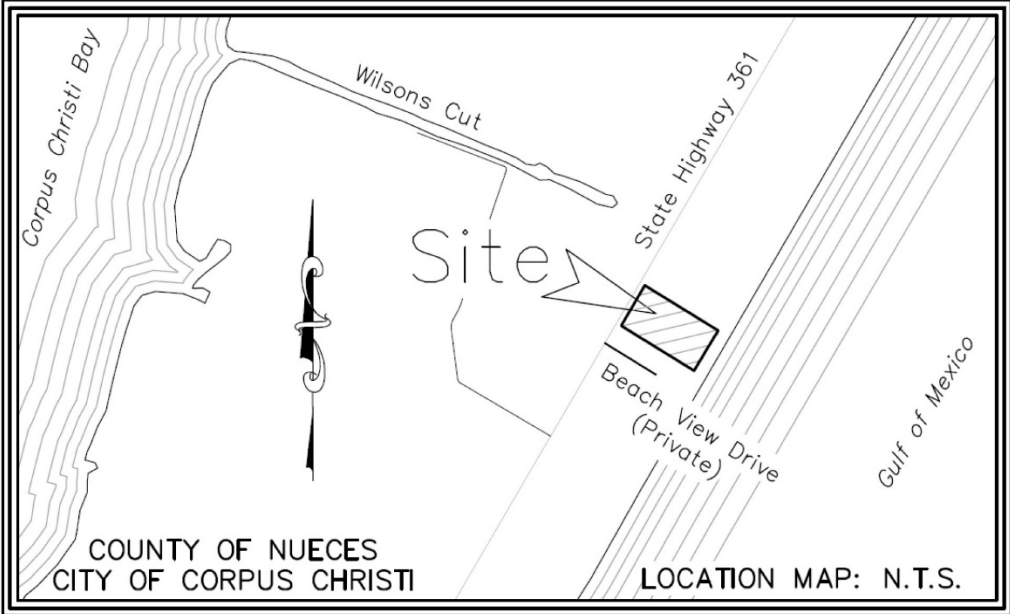 Corpus Christi Bay
Wilsons Cut
State Highway 361
Site
Beach View Drive
(Private)
Gulf of Mexico
COUNTY OF NUECES
CITY OF CORPUS CHRISTI
LOCATION MAP: N.T.S.